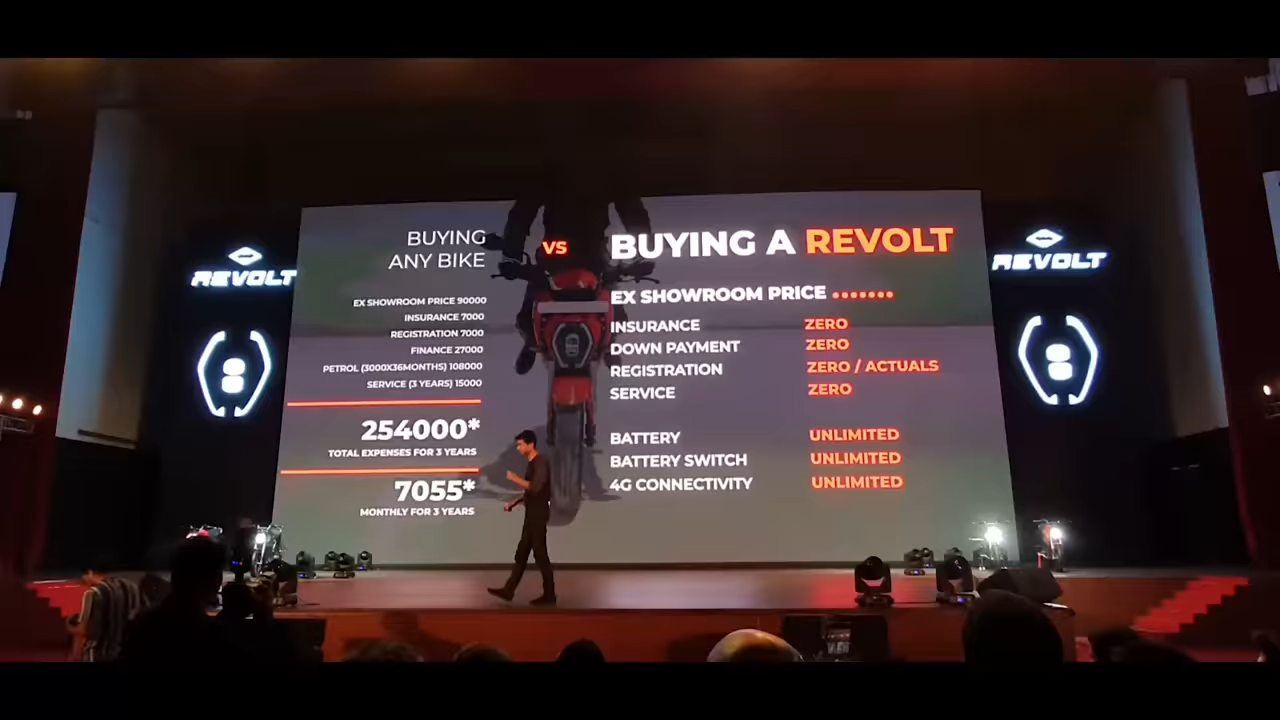 REVOLT
BUYING
ANY BIKE
EX SHOWROOM PRICE 90000
INSURANCE 7000
REGISTRATION 7000
FINANCE 27000
PETROL (3000X36MONTHS) 108000
SERVICE (3 YEARS) 15000
254000*
TOTAL EXPENSES FOR 3 YEARS
7055*
MONTHLY FOR 3 YEARS
VS
BUYING A REVOLT
EX SHOWROOM PRICE •••••••
INSURANCE ZERO
DOWN PAYMENT ZERO
REGISTRATION ZERO / ACTUALS
SERVICE ZERO
BATTERY UNLIMITED
BATTERY SWITCH UNLIMITED
4G CONNECTIVITY UNLIMITED
REVOLT